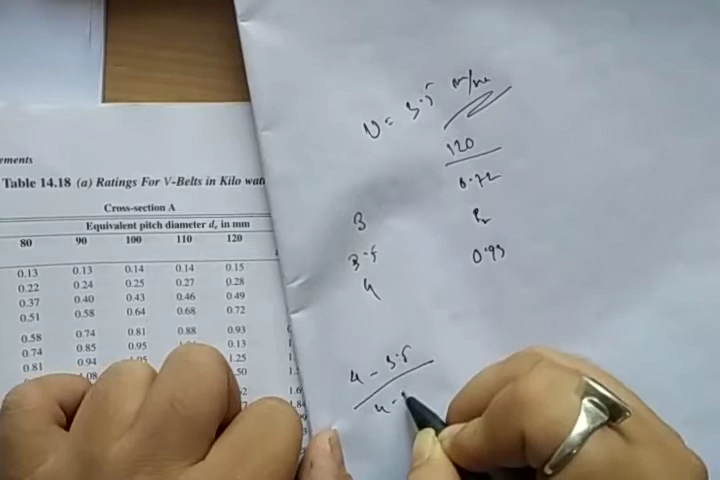 ements
Table 14.18 (a) Ratings For V-Belts in Kilo wat
Cross-section A
Equivalent pitch diameter de in mm
80 90 100 110 120
0.13 0.13 0.14 0.14 0.15
0.22 0.24 0.25 0.27 0.28
0.37 0.40 0.43 0.46 0.49
0.51 0.58 0.64 0.68 0.72
0.58 0.74 0.81 0.88 0.93
0.74 0.85 0.95 0.13
0.81 0.94 1.25
1.08 .50
V = 3.5
120
3 0.72
3.5 Pr
4 0.93
4 - 3.5
4 -